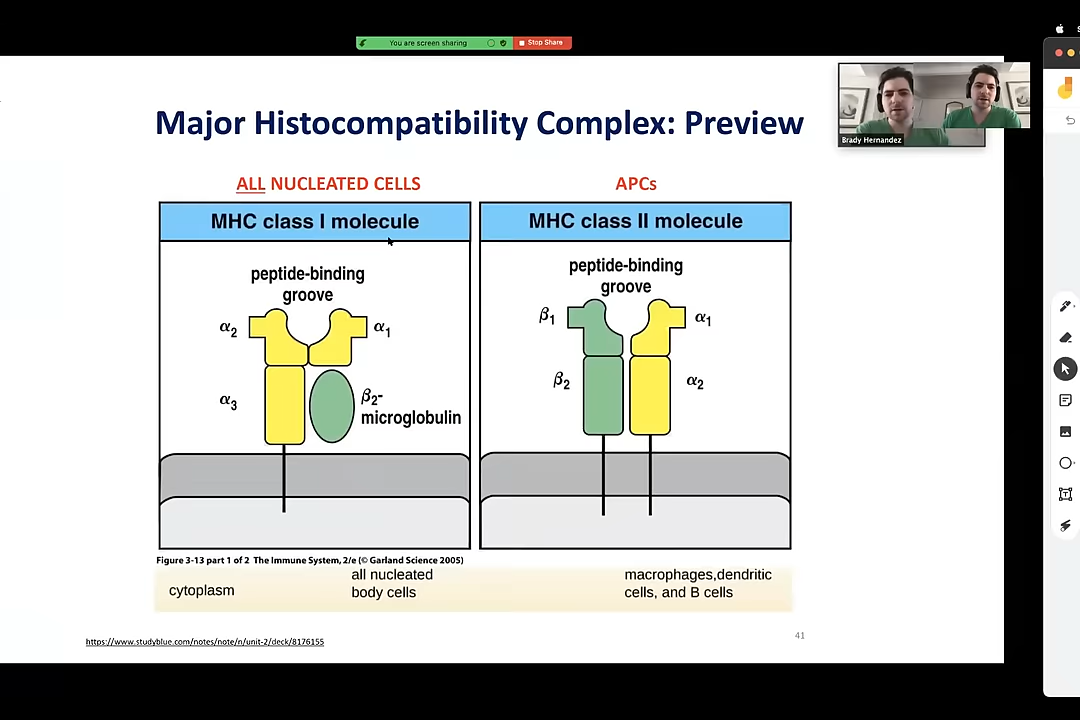 You are screen sharing
Stop Share
Major Histocompatibility Complex: Preview
Brady Hernandez
ALL NUCLEATED CELLS
APCs
MHC class I molecule
MHC class II molecule
peptide-binding
groove
α2
α1
α3
β2-
microglobulin
peptide-binding
groove
β1
α1
β2
α2
Figure 3-13 part 1 of 2 The Immune System, 2/e (© Garland Science 2005)
cytoplasm
all nucleated
body cells
macrophages,dendritic
cells, and B cells
https://www.studyblue.com/notes/note/n/unit-2/deck/8176155
41